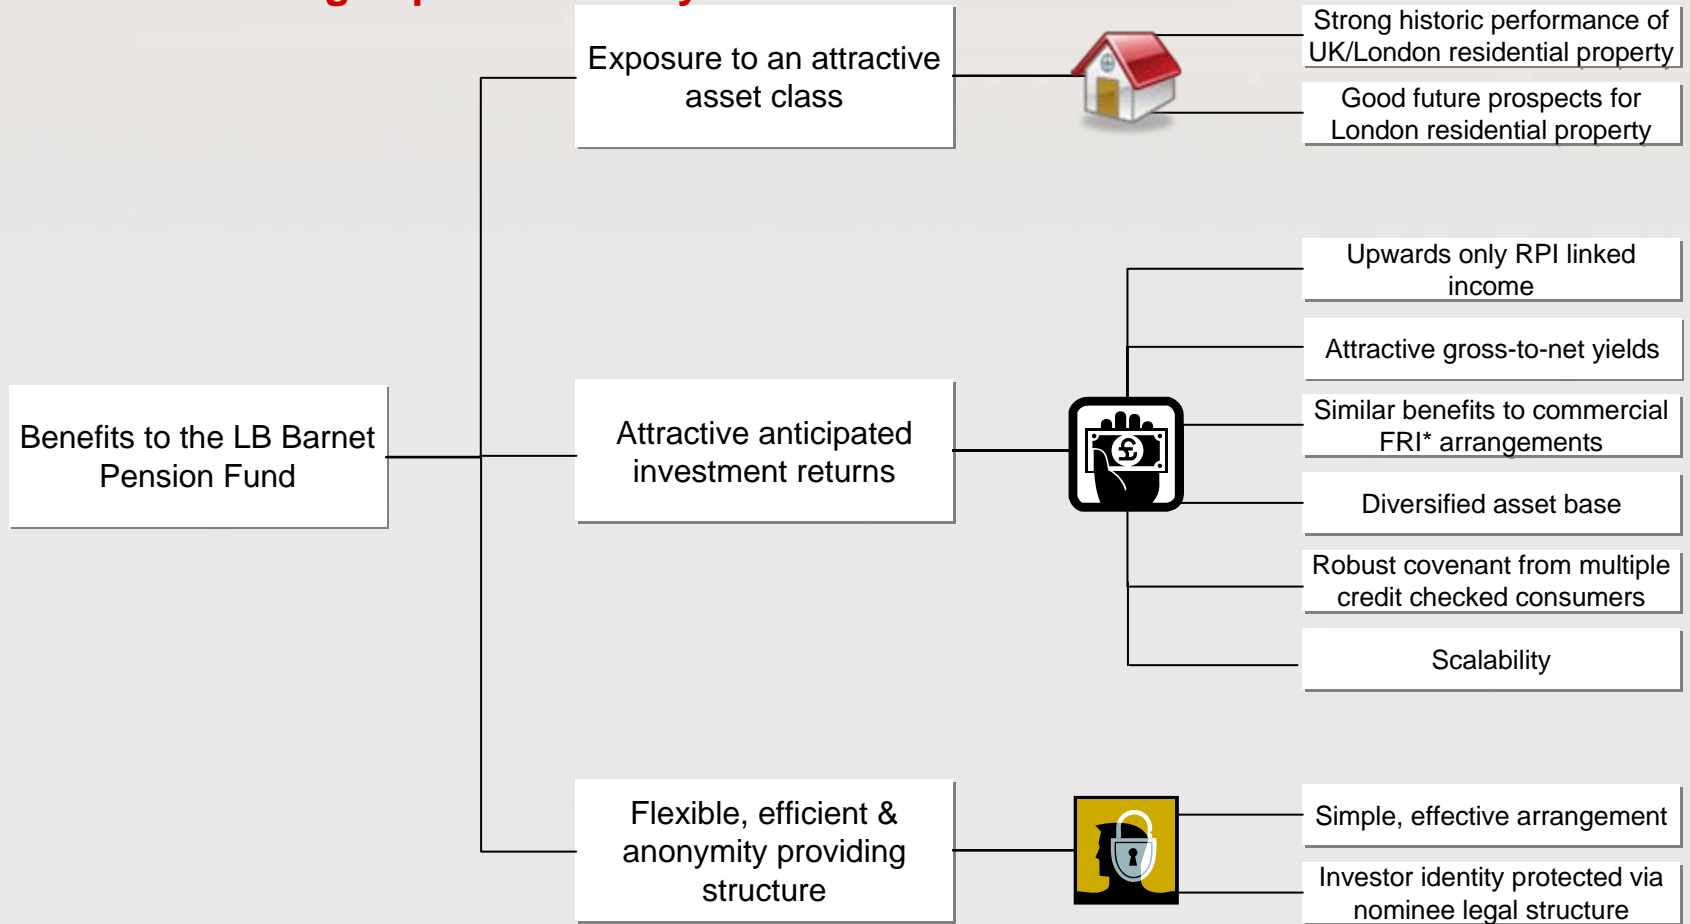 Exposure to an attractive
asset class
Strong historic performance of
UK/London residential property
Good future prospects for
London residential property
Benefits to the LB Barnet
Pension Fund
Attractive anticipated
investment returns
£
Upwards only RPI linked
income
Attractive gross-to-net yields
Similar benefits to commercial
FRI* arrangements
Diversified asset base
Robust covenant from multiple
credit checked consumers
Scalability
Flexible, efficient &
anonymity providing
structure
Simple, effective arrangement
Investor identity protected via
nominee legal structure